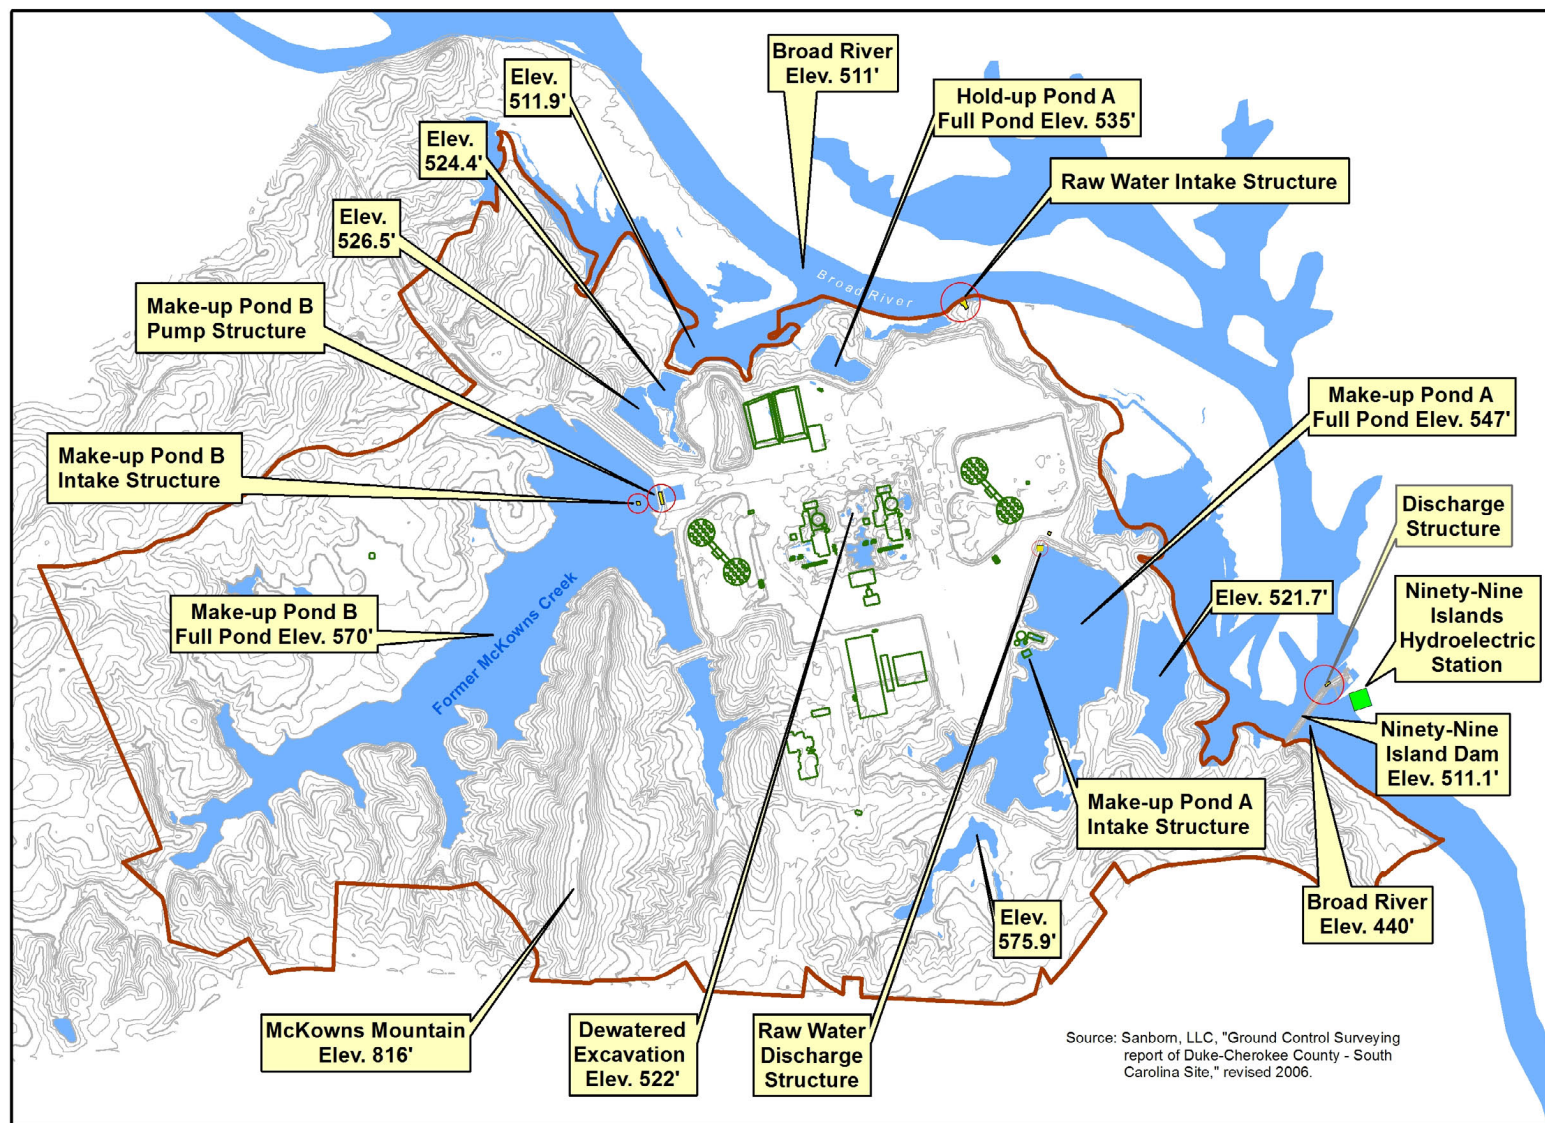 Broad River
Elev. 511'
Elev.
511.9'
Hold-up Pond A
Full Pond Elev. 535'
Elev.
524.4'
Raw Water Intake Structure
Elev.
526.5'
Broad River
Make-up Pond B
Pump Structure
Make-up Pond A
Full Pond Elev. 547'
Make-up Pond B
Intake Structure
Discharge
Structure
Make-up Pond B
Full Pond Elev. 570'
Former McKowns Creek
Elev. 521.7'
Ninety-Nine
Islands
Hydroelectric
Station
Ninety-Nine
Island Dam
Elev. 511.1'
Make-up Pond A
Intake Structure
Elev.
575.9'
Broad River
Elev. 440'
McKowns Mountain
Elev. 816'
Dewatered
Excavation
Elev. 522'
Raw Water
Discharge
Structure
Source: Sanborn, LLC, "Ground Control Surveying
report of Duke-Cherokee County - South
Carolina Site," revised 2006.